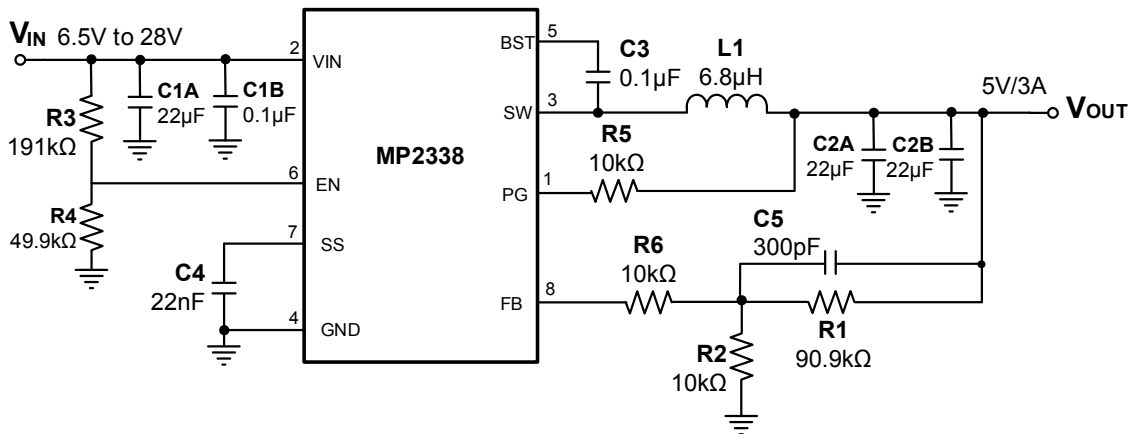 VIN 6.5V to 28V
R3
191kΩ
R4
49.9kΩ
C1A
22µF
C1B
0.1µF
C4
22nF
2
VIN
6
EN
7
SS
4
GND
MP2338
BST
5
SW
3
PG
1
FB
8
C3
0.1µF
L1
6.8µH
R5
10kΩ
5V/3A
VOUT
C2A
22µF
C2B
22µF
C5
300pF
R6
10kΩ
R1
90.9kΩ
R2
10kΩ